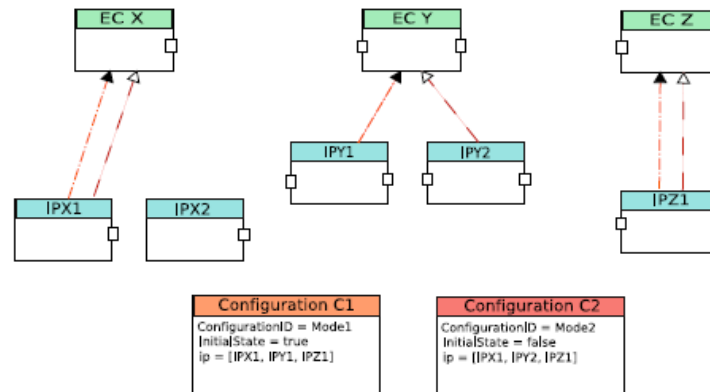 EC X
EC Y
EC Z
IPY1
IPY2
IPX1
IPX2
IPZ1
Configuration C1
ConfigurationID = Mode1
InitialState = true
ip = [IPX1, IPY1, IPZ1]
Configuration C2
ConfigurationID = Mode2
InitialState = false
ip = [IPX1, IPY2, IPZ1]